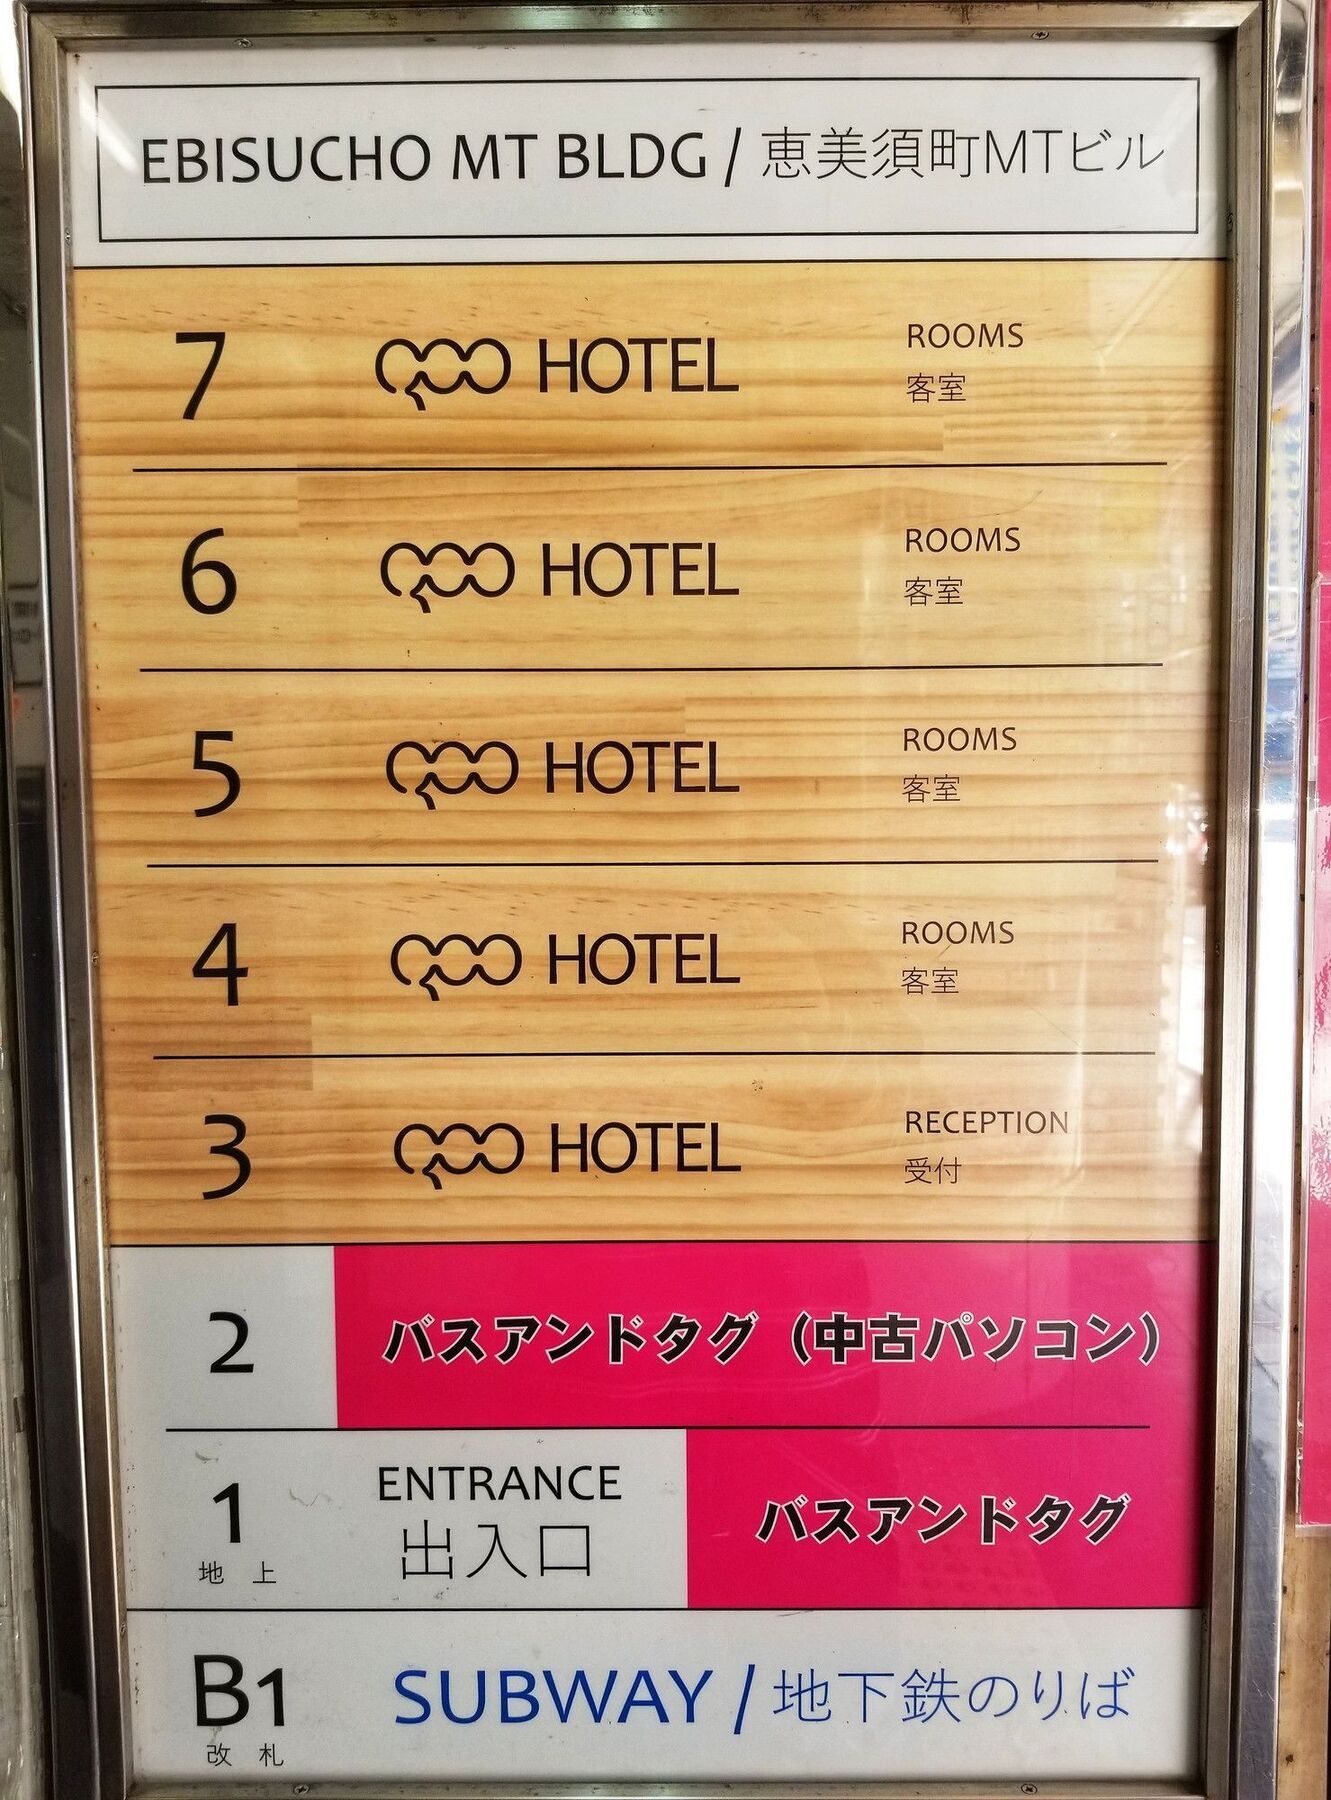 EBISUCHO MT BLDG / 恵美須町MTビル
7 HOTEL ROOMS
客室
6 HOTEL ROOMS
客室
5 HOTEL ROOMS
客室
4 HOTEL ROOMS
客室
3 HOTEL RECEPTION
受付
2 バスアンドタグ（中古パソコン）
1 ENTRANCE バスアンドタグ
地上 出入口
B1 SUBWAY / 地下鉄のりば
改札